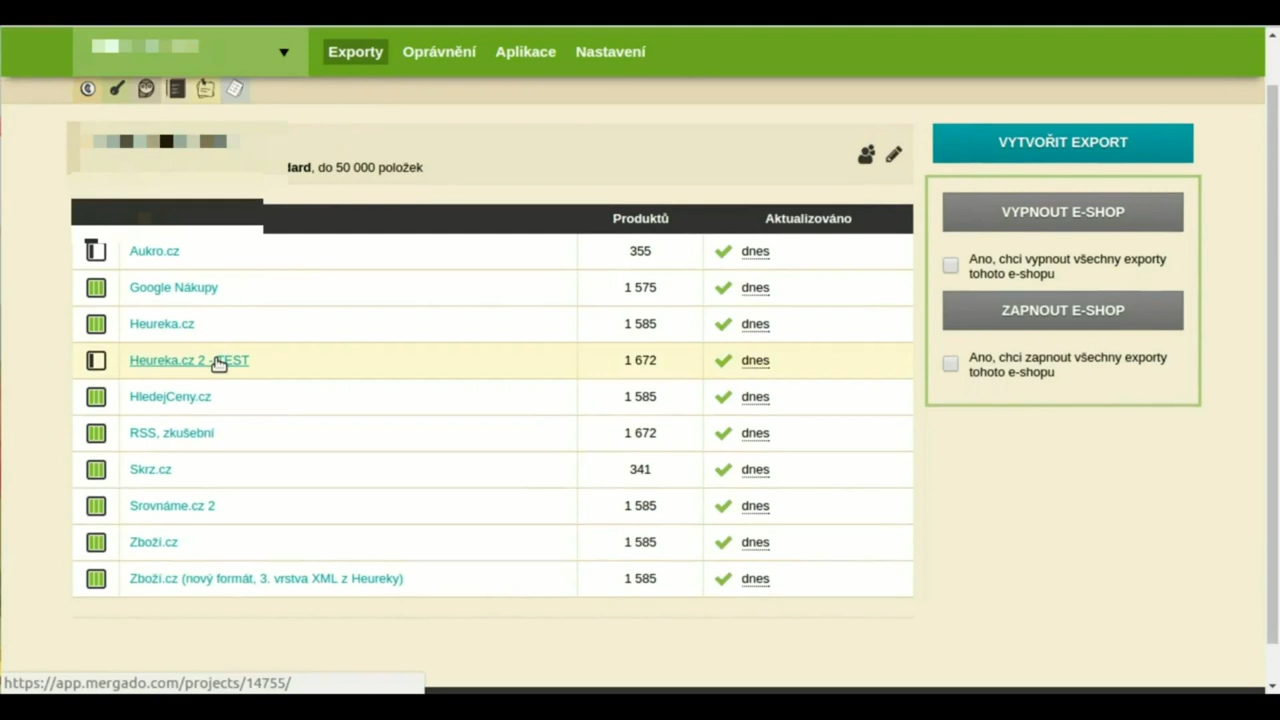 Exporty Oprávnění Aplikace Nastavení
, do 50 000 položek
VYTVOŘIT EXPORT
Produktů Aktualizováno
VYPNOUT E-SHOP
Aukro.cz 355 dnes
Ano, chci vypnout všechny exporty
tohoto e-shopu
Google Nákupy 1 575 dnes
ZAPNOUT E-SHOP
Heureka.cz 1 585 dnes
Heureka.cz 2 - TEST 1 672 dnes
Ano, chci zapnout všechny exporty
tohoto e-shopu
HledejCeny.cz 1 585 dnes
RSS, zkušební 1 672 dnes
Skrz.cz 341 dnes
Srovnáme.cz 2 1 585 dnes
Zboží.cz 1 585 dnes
Zboží.cz (nový formát, 3. vrstva XML z Heureky) 1 585 dnes
https://app.mergado.com/projects/14755/